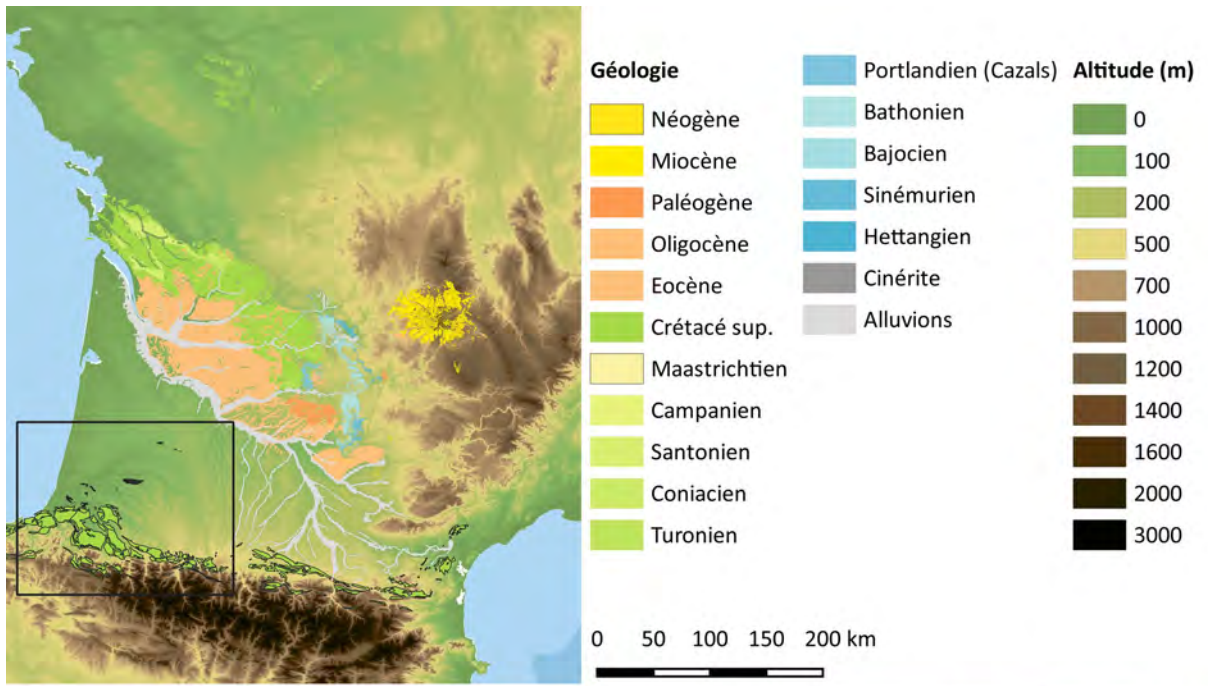 Géologie
Néogène
Miocène
Paléogène
Oligocène
Eocène
Crétacé sup.
Maastrichtien
Campanien
Santonien
Coniacien
Turonien
Portlandien (Cazals)
Bathonien
Bajocien
Sinémurien
Hettangien
Cinérite
Alluvions
Altitude (m)
0
100
200
500
700
1000
1200
1400
1600
2000
3000
0 50 100 150 200 km